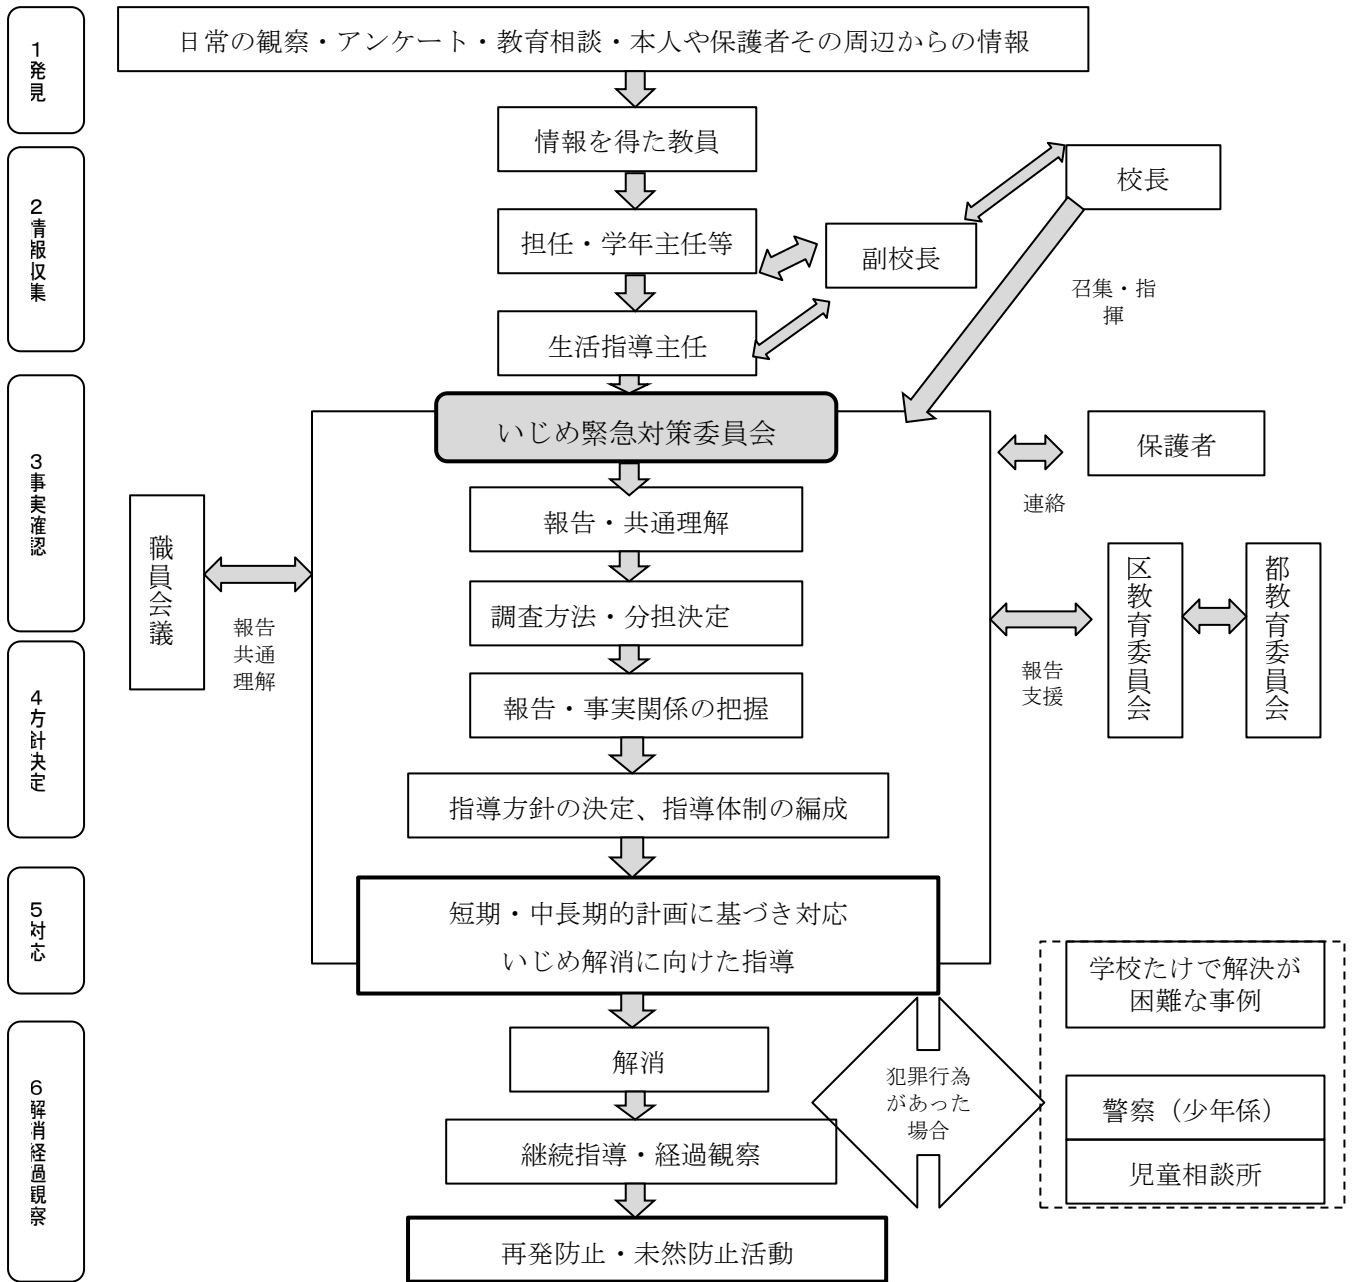 1発見
日常の観察・アンケート・教育相談・本人や保護者その周辺からの情報
情報を得た教員
2情報収集
担任・学年主任等
副校長
校長
召集・指
揮
生活指導主任
3事実確認
いじめ緊急対策委員会
保護者
連絡
報告・共通理解
職員会議
報告
共通
理解
調査方法・分担決定
区教育委員会
都教育委員会
報告
支援
4方針決定
報告・事実関係の把握
指導方針の決定、指導体制の編成
5対応
短期・中長期的計画に基づき対応
いじめ解消に向けた指導
学校たけで解決が
困難な事例
6解消経過観察
解消
犯罪行為
があった
場合
警察（少年係）
児童相談所
継続指導・経過観察
再発防止・未然防止活動